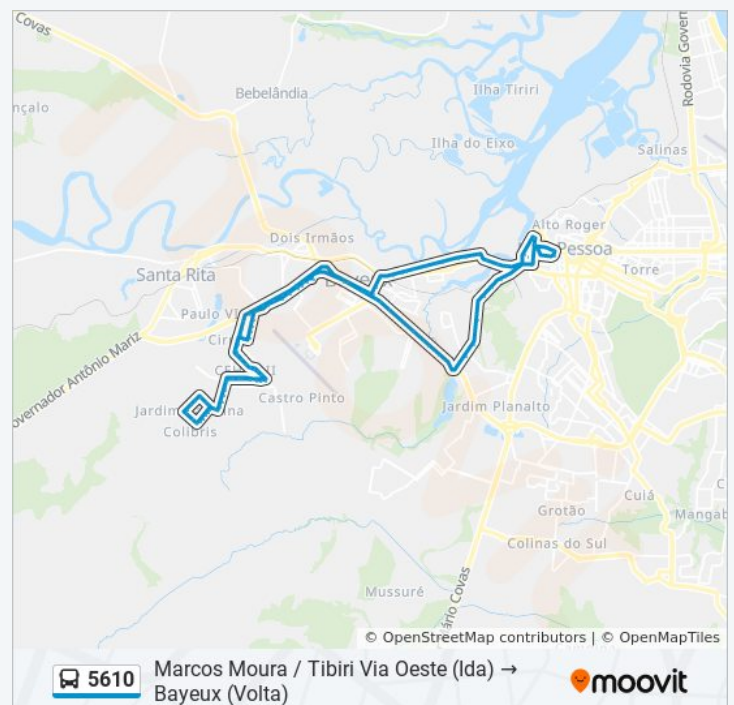 Covas
nçalo
Bebelândia
Ilha Tiriri
Rodovia Govern
Ilha do Eixo
Salinas
Alto Roger
Dois Irmãos
Pessoa
Santa Rita
Torre
Paulo VI
Governador Antônio Mariz
Castro Pinto
Jardim Planalto
Colibris
Cuiá
Grotão
Mangab
Colinas do Sul
ário Covas
Mussuré
© OpenStreetMap contributors | © OpenMapTiles
5610
Marcos Moura / Tibiri Via Oeste (Ida) →
Bayeux (Volta)
moovit